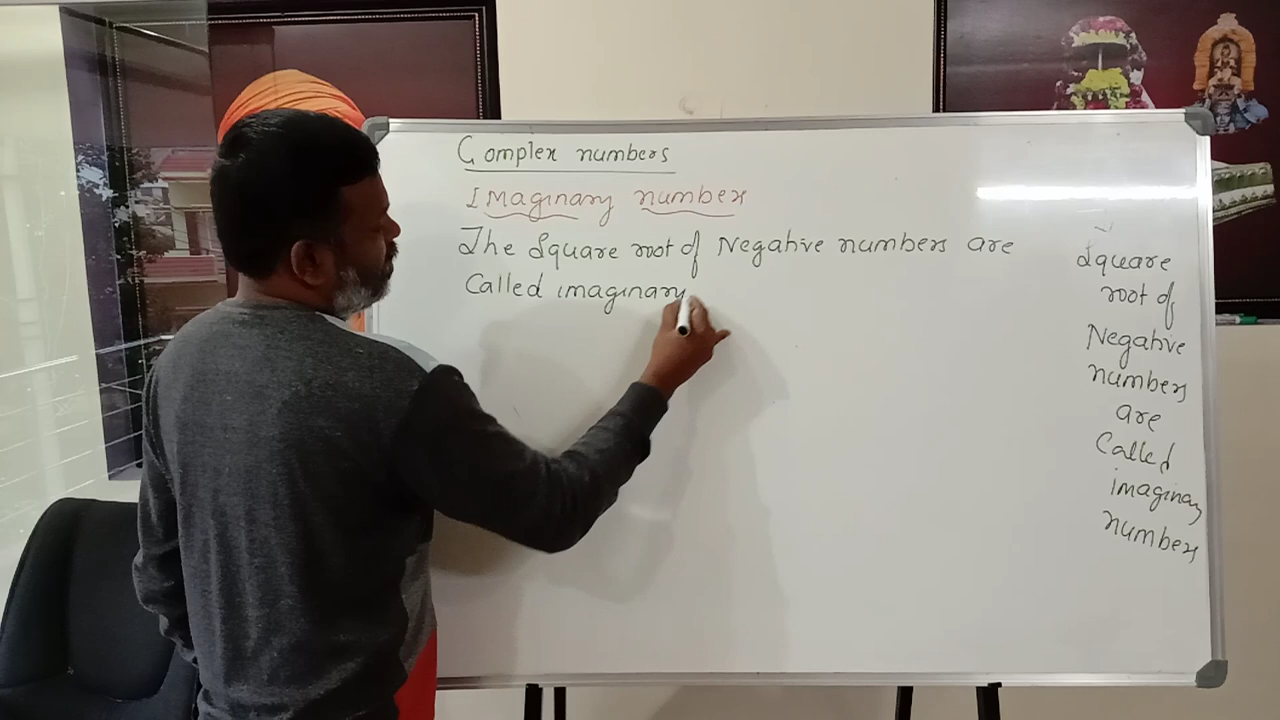 Complex numbers
Imaginary numbers
The Square root of Negative numbers are
Called imaginary
Square
root of
Negative
numbers
are
Called
imaginary
numbers